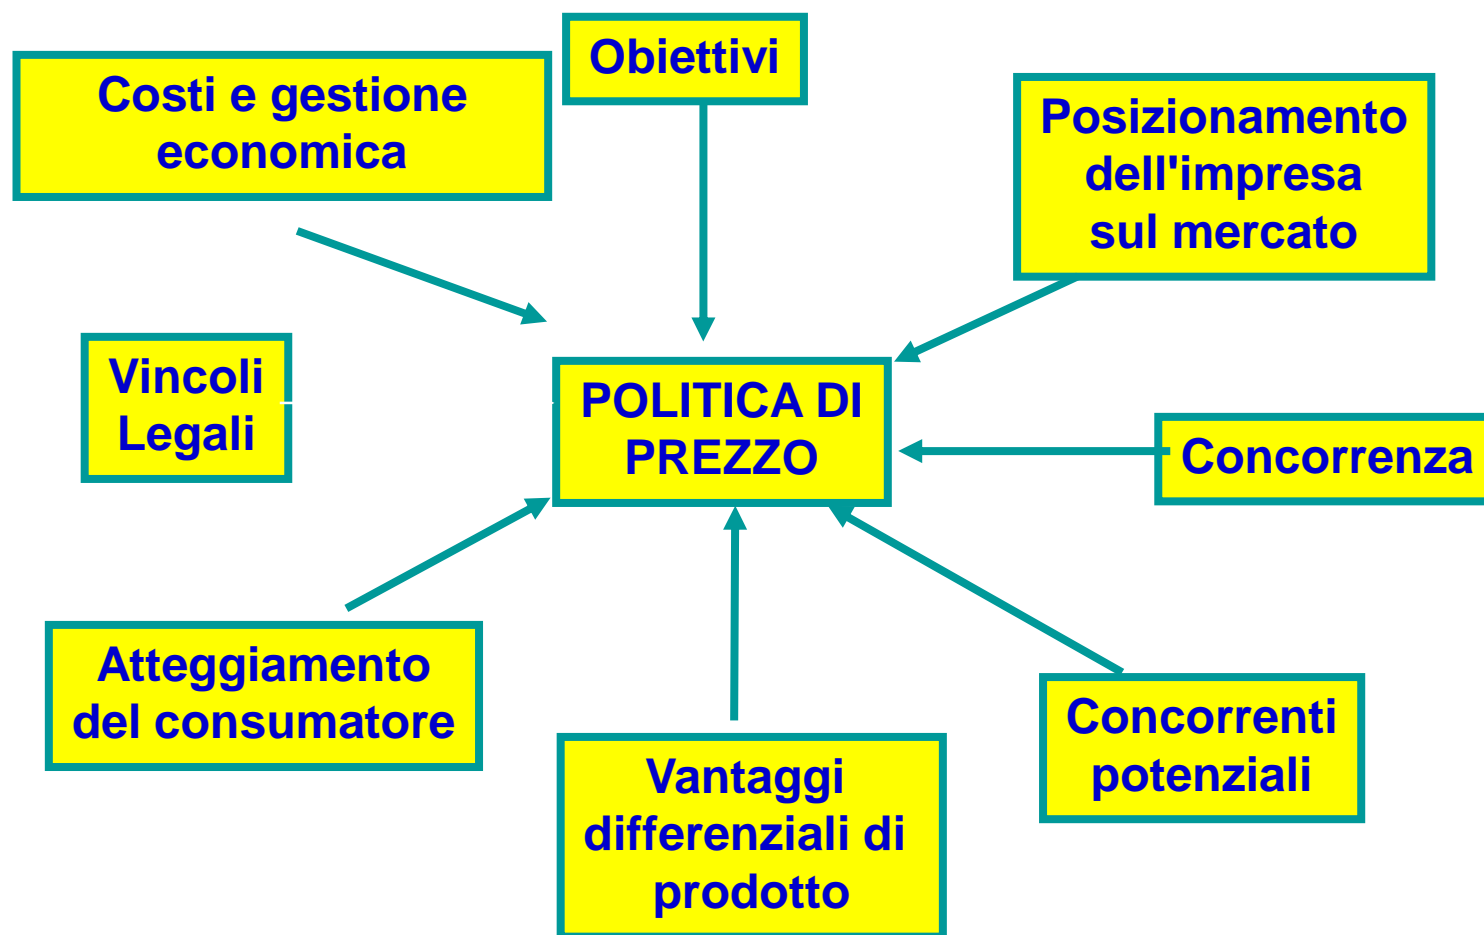 Obiettivi
Costi e gestione
economica
Posizionamento
dell'impresa
sul mercato
Vincoli
Legali
POLITICA DI
PREZZO
Concorrenza
Atteggiamento
del consumatore
Vantaggi
differenziali di
prodotto
Concorrenti
potenziali